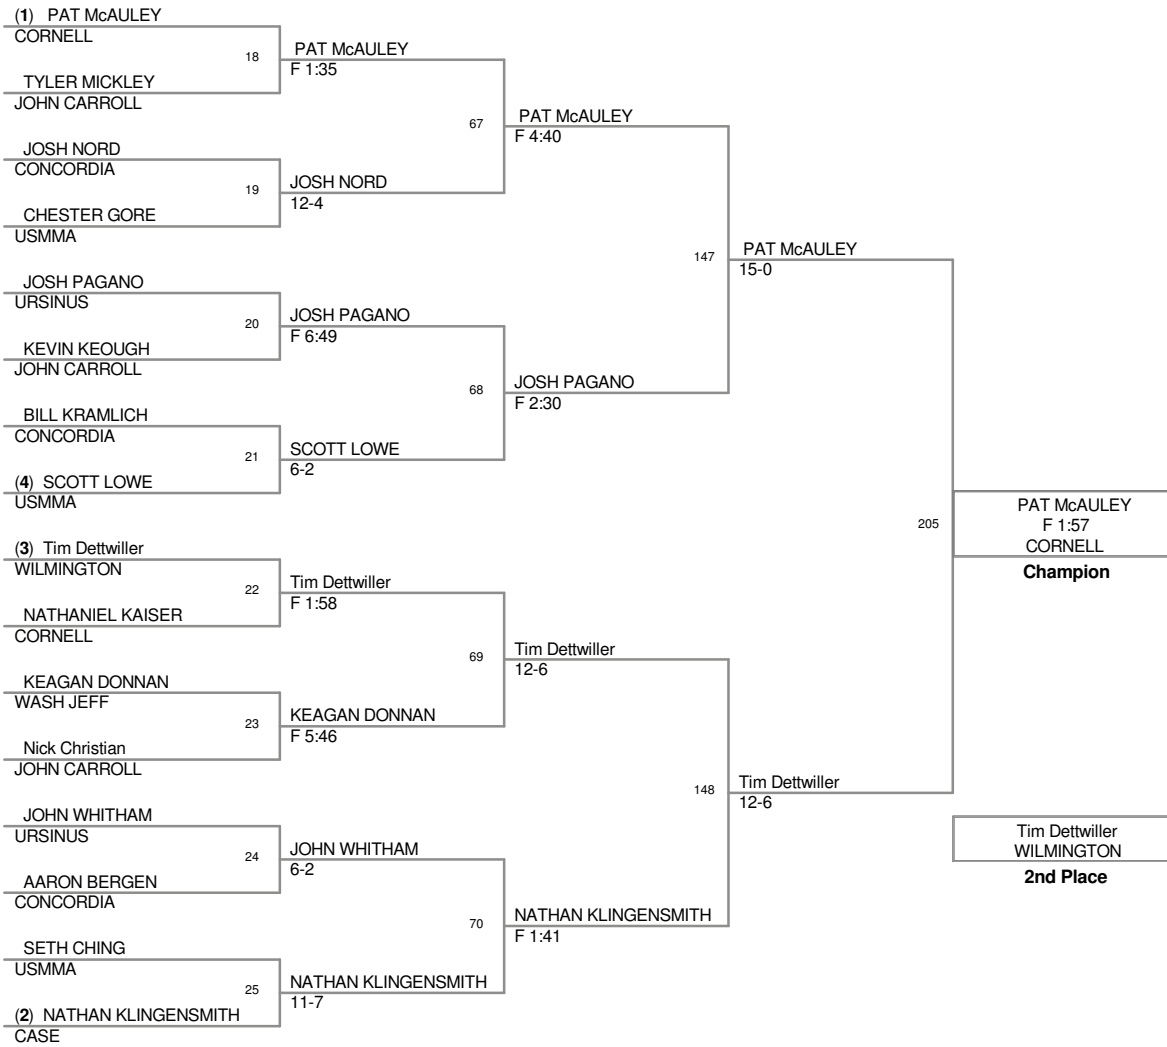 (1) PAT McAULEY
CORNELL
18
TYLER MICKLEY
JOHN CARROLL
JOSH NORD
CONCORDIA
19
CHESTER GORE
USMMA
JOSH PAGANO
URSINUS
20
KEVIN KEOUGH
JOHN CARROLL
BILL KRAMLICH
CONCORDIA
21
(4) SCOTT LOWE
USMMA
(3) Tim Dettwiller
WILMINGTON
22
NATHANIEL KAISER
CORNELL
KEAGAN DONNAN
WASH JEFF
23
Nick Christian
JOHN CARROLL
JOHN WHITHAM
URSINUS
24
AARON BERGEN
CONCORDIA
SETH CHING
USMMA
25
(2) NATHAN KLINGENSMITH
CASE
PAT McAULEY
F 1:35
67
JOSH NORD
12-4
JOSH PAGANO
F 6:49
68
SCOTT LOWE
6-2
Tim Dettwiller
F 1:58
69
KEAGAN DONNAN
F 5:46
JOHN WHITHAM
6-2
70
NATHAN KLINGENSMITH
11-7
PAT McAULEY
F 4:40
147
JOSH PAGANO
F 2:30
Tim Dettwiller
12-6
148
NATHAN KLINGENSMITH
F 1:41
PAT McAULEY
15-0
205
Tim Dettwiller
12-6
PAT McAULEY
F 1:57
CORNELL
Champion
Tim Dettwiller
WILMINGTON
2nd Place